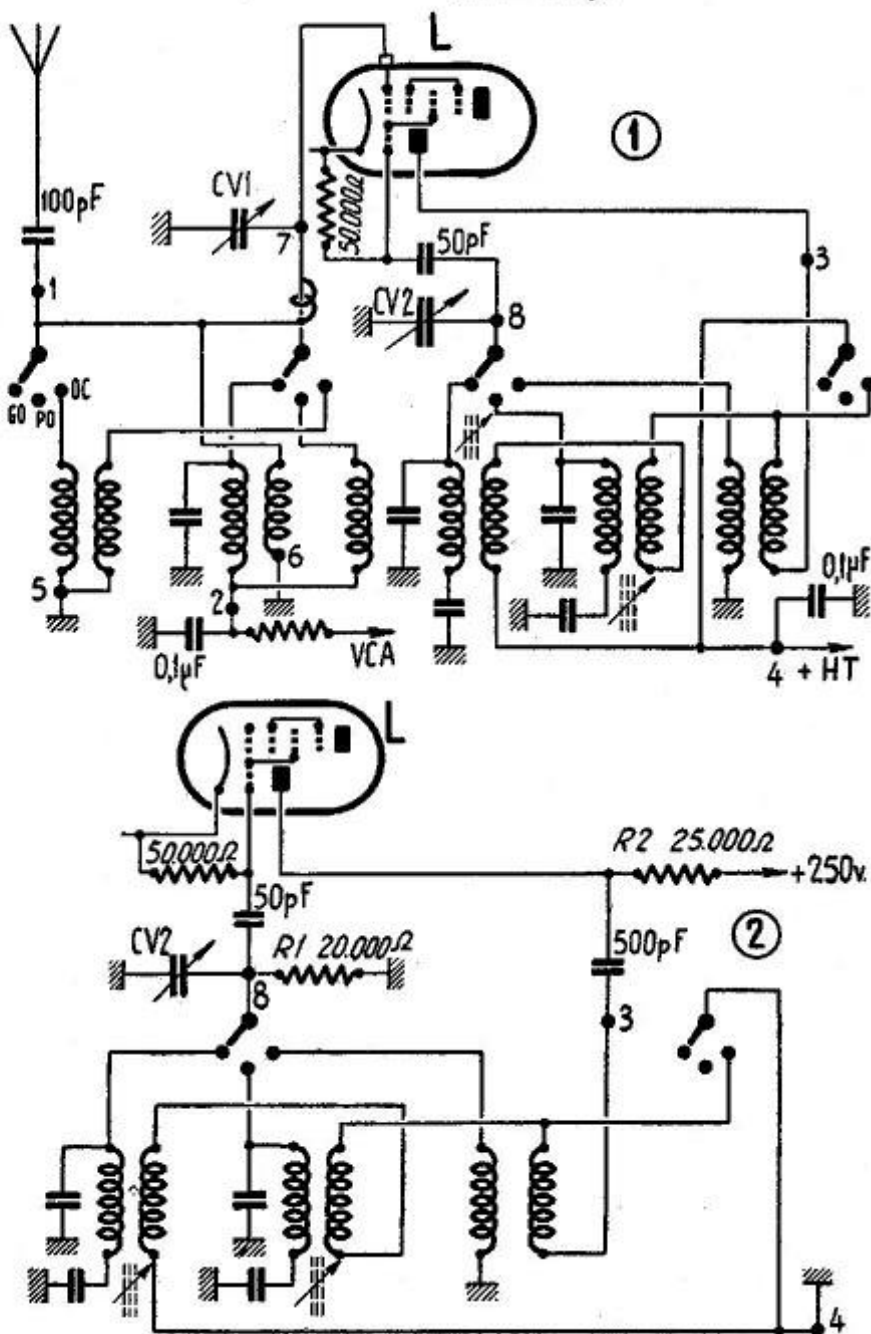 L
①
100pF
CV1
50.000Ω
7
50pF
3
1
CV2
8
GO PO OC
6
5
2
0,1µF
VCA
0,1µF
4 + HT
L
50.000Ω
R2 25.000Ω
+250v.
50pF
②
CV2
R1 20.000Ω
500pF
8
3
4